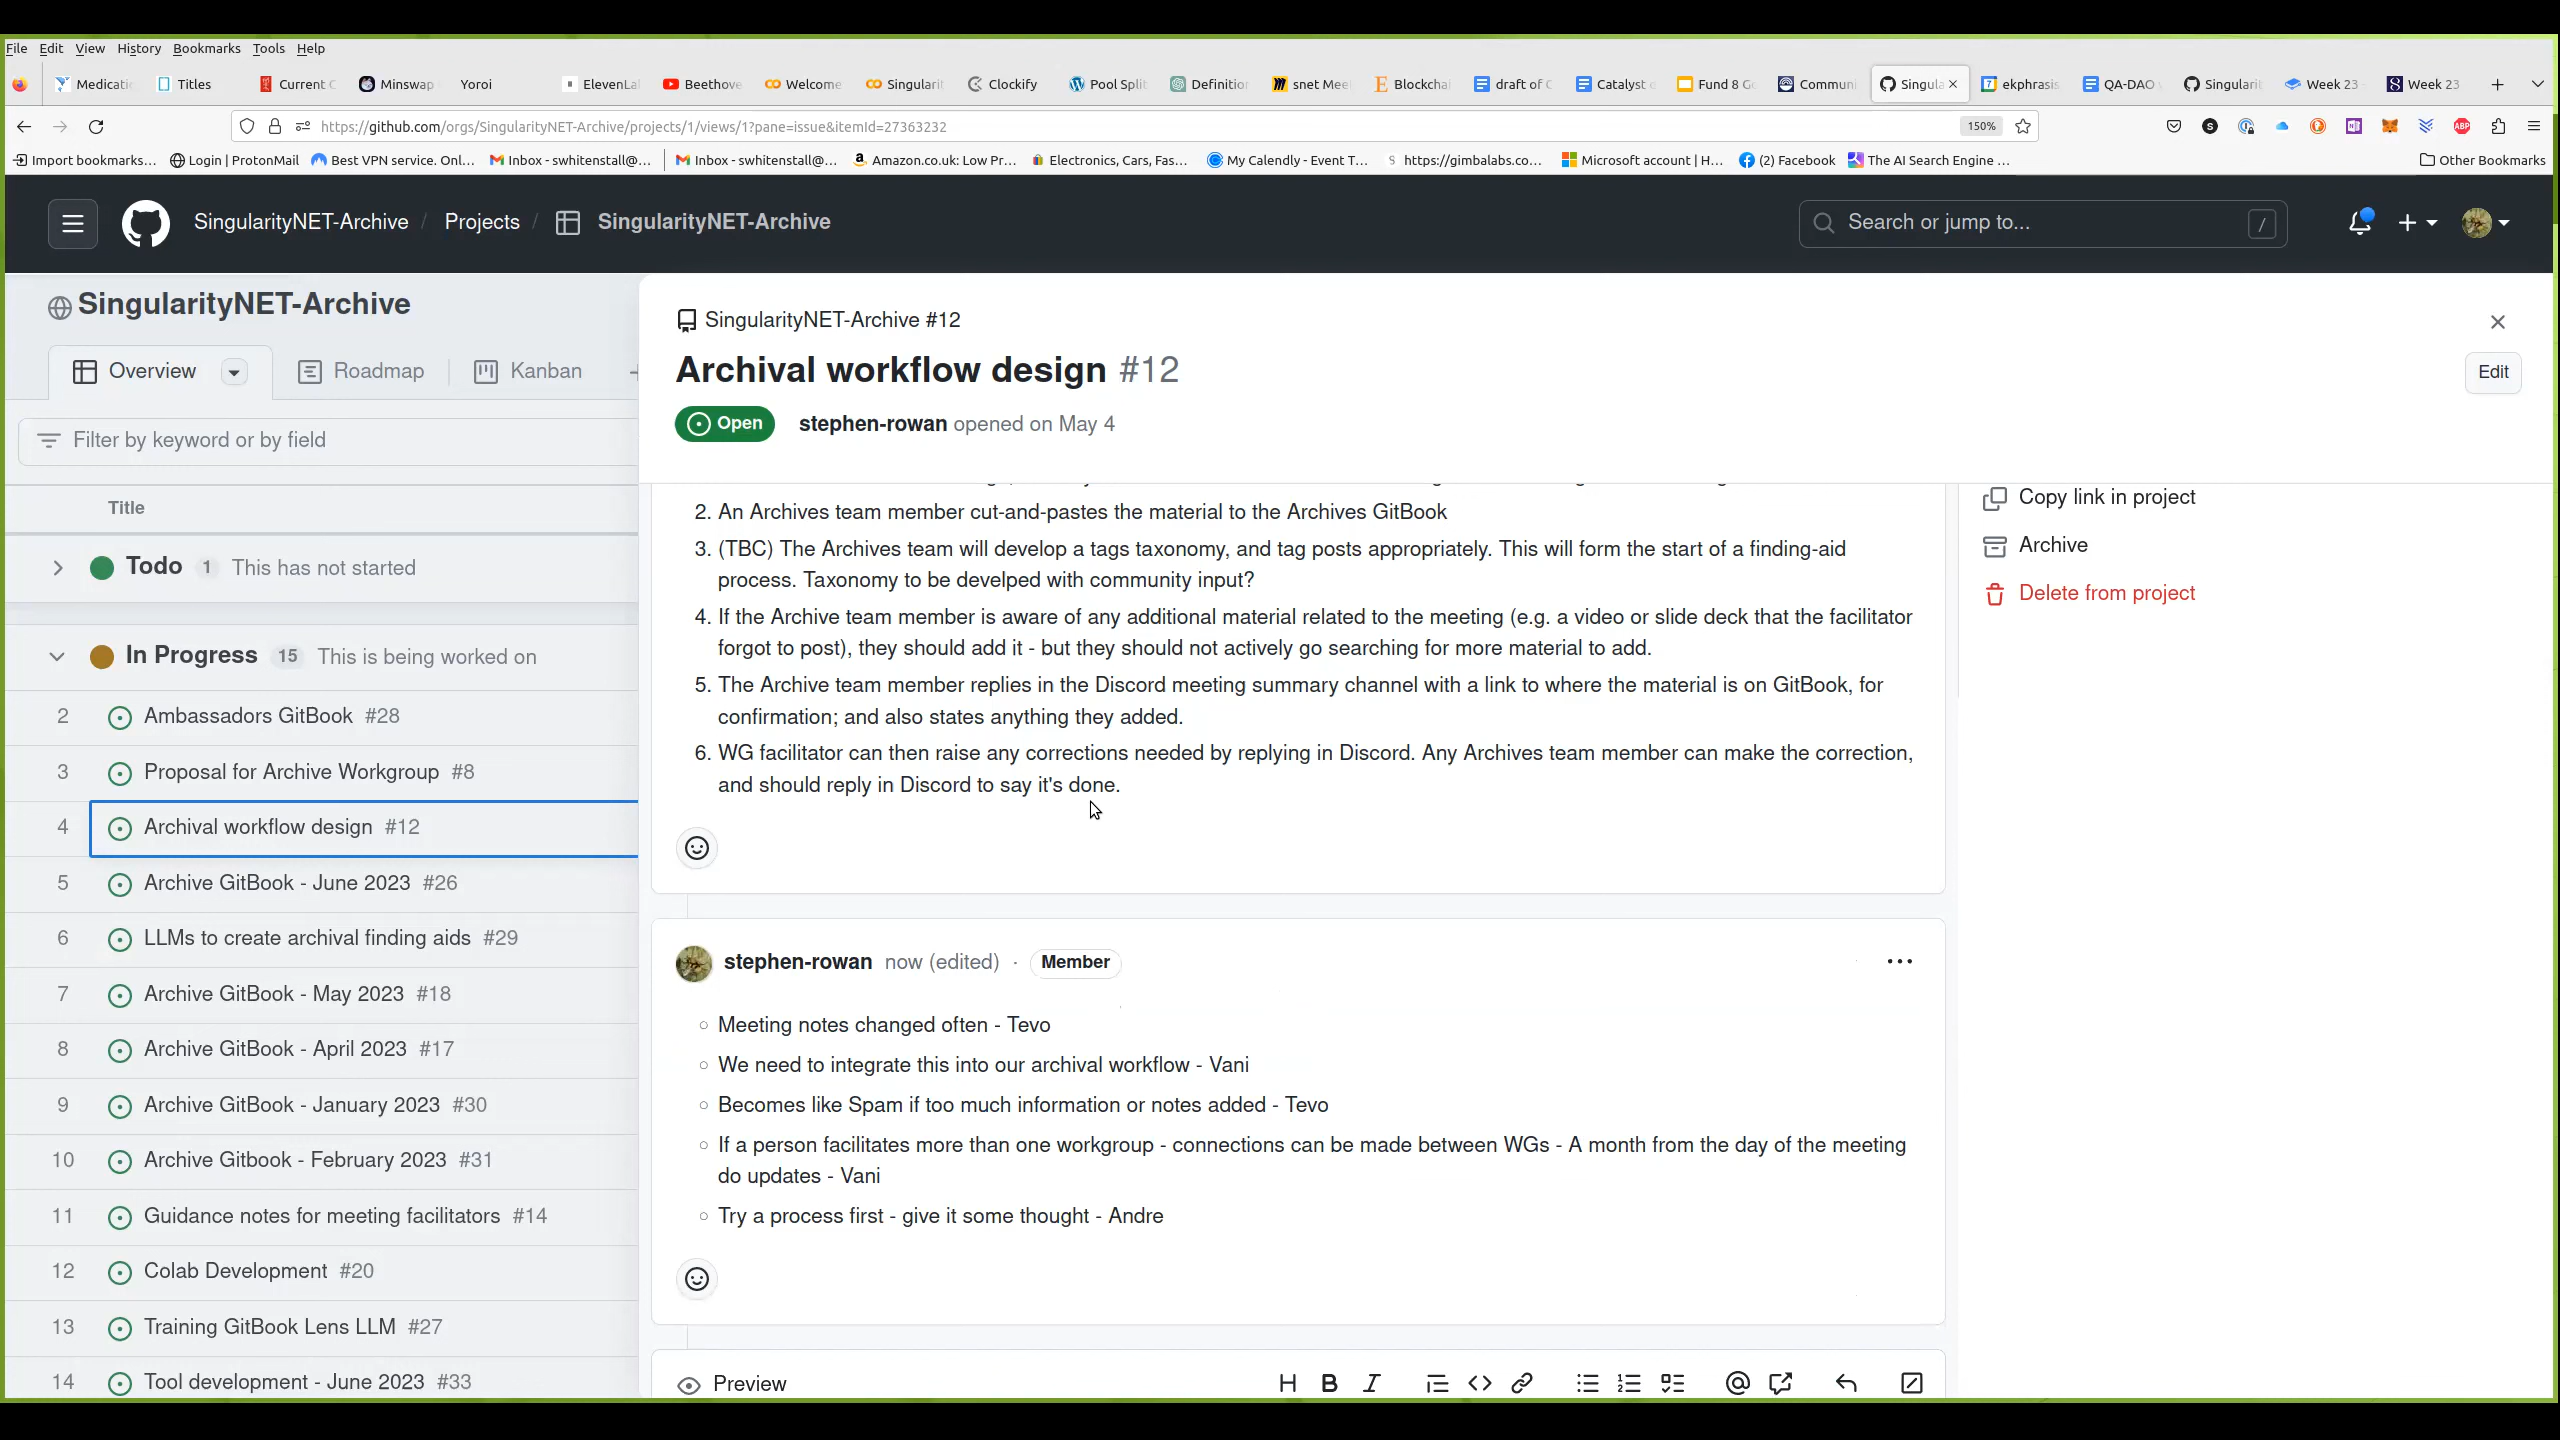 File Edit View History Bookmarks Tools Help
Medicati Titles Current C Minswap Yoroi ElevenLa Beethove Welcome Singularit Clockify Pool Split Definition snet Mee Blockchai draft of C Catalyst Fund 8 Go Communi Singula ekphrasis QA-DAO Singularit Week 23 Week 23
https://github.com/orgs/SingularityNET-Archive/projects/1/views/1?pane=issue&itemId=27363232 150%
Import bookmarks... Login | ProtonMail Best VPN service. Onl... Inbox - swhitenstall@... Inbox - swhitenstall@... Amazon.co.uk: Low Pr... Electronics, Cars, Fas... My Calendly - Event T... https://gimbalabs.co... Microsoft account | H... (2) Facebook The AI Search Engine ... Other Bookmarks
SingularityNET-Archive / Projects / SingularityNET-Archive Search or jump to... /
SingularityNET-Archive
Overview Roadmap Kanban
Filter by keyword or by field
Title
Todo 1 This has not started
In Progress 15 This is being worked on
2 Ambassadors GitBook #28
3 Proposal for Archive Workgroup #8
4 Archival workflow design #12
5 Archive GitBook - June 2023 #26
6 LLMs to create archival finding aids #29
7 Archive GitBook - May 2023 #18
8 Archive GitBook - April 2023 #17
9 Archive GitBook - January 2023 #30
10 Archive Gitbook - February 2023 #31
11 Guidance notes for meeting facilitators #14
12 Colab Development #20
13 Training GitBook Lens LLM #27
14 Tool development - June 2023 #33
SingularityNET-Archive #12
Archival workflow design #12
Edit
Open stephen-rowan opened on May 4
2. An Archives team member cut-and-pastes the material to the Archives GitBook
3. (TBC) The Archives team will develop a tags taxonomy, and tag posts appropriately. This will form the start of a finding-aid
process. Taxonomy to be develped with community input?
4. If the Archive team member is aware of any additional material related to the meeting (e.g. a video or slide deck that the facilitator
forgot to post), they should add it - but they should not actively go searching for more material to add.
5. The Archive team member replies in the Discord meeting summary channel with a link to where the material is on GitBook, for
confirmation; and also states anything they added.
6. WG facilitator can then raise any corrections needed by replying in Discord. Any Archives team member can make the correction,
and should reply in Discord to say it's done.
stephen-rowan now (edited) · Member
Meeting notes changed often - Tevo
We need to integrate this into our archival workflow - Vani
Becomes like Spam if too much information or notes added - Tevo
If a person facilitates more than one workgroup - connections can be made between WGs - A month from the day of the meeting
do updates - Vani
Try a process first - give it some thought - Andre
Preview
Copy link in project
Archive
Delete from project